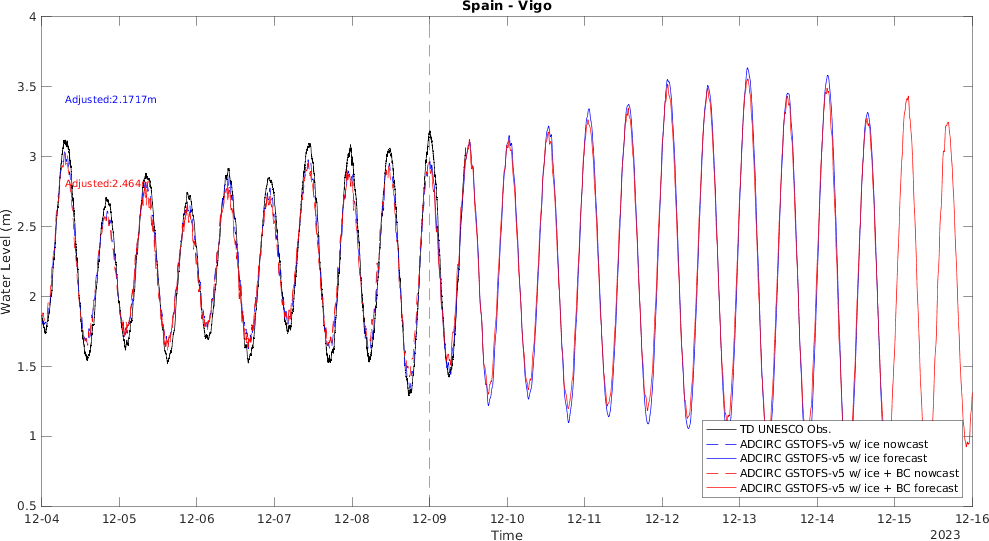 Spain - Vigo
4
3.5
3
2.5
2
1.5
1
0.5
Water Level (m)
Adjusted:2.1717m
Adjusted:2.464
12-04 12-05 12-06 12-07 12-08 12-09 12-10 12-11 12-12 12-13 12-14 12-15 12-16
Time
2023
TD UNESCO Obs.
ADCIRC GSTOFS-v5 w/ ice nowcast
ADCIRC GSTOFS-v5 w/ ice forecast
ADCIRC GSTOFS-v5 w/ ice + BC nowcast
ADCIRC GSTOFS-v5 w/ ice + BC forecast